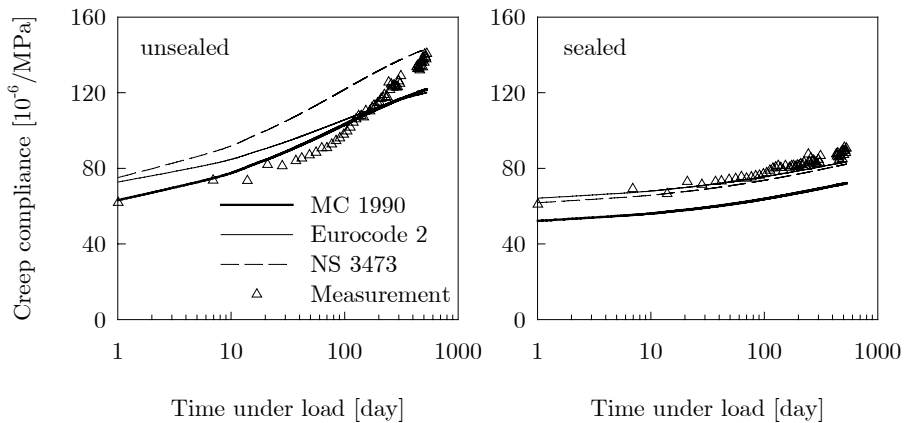 Creep compliance [10⁻⁶/MPa]
160
120
80
40
0
unsealed
MC 1990
Eurocode 2
NS 3473
Measurement
1 10 100 1000
Time under load [day]
160
120
80
40
0
sealed
1 10 100 1000
Time under load [day]